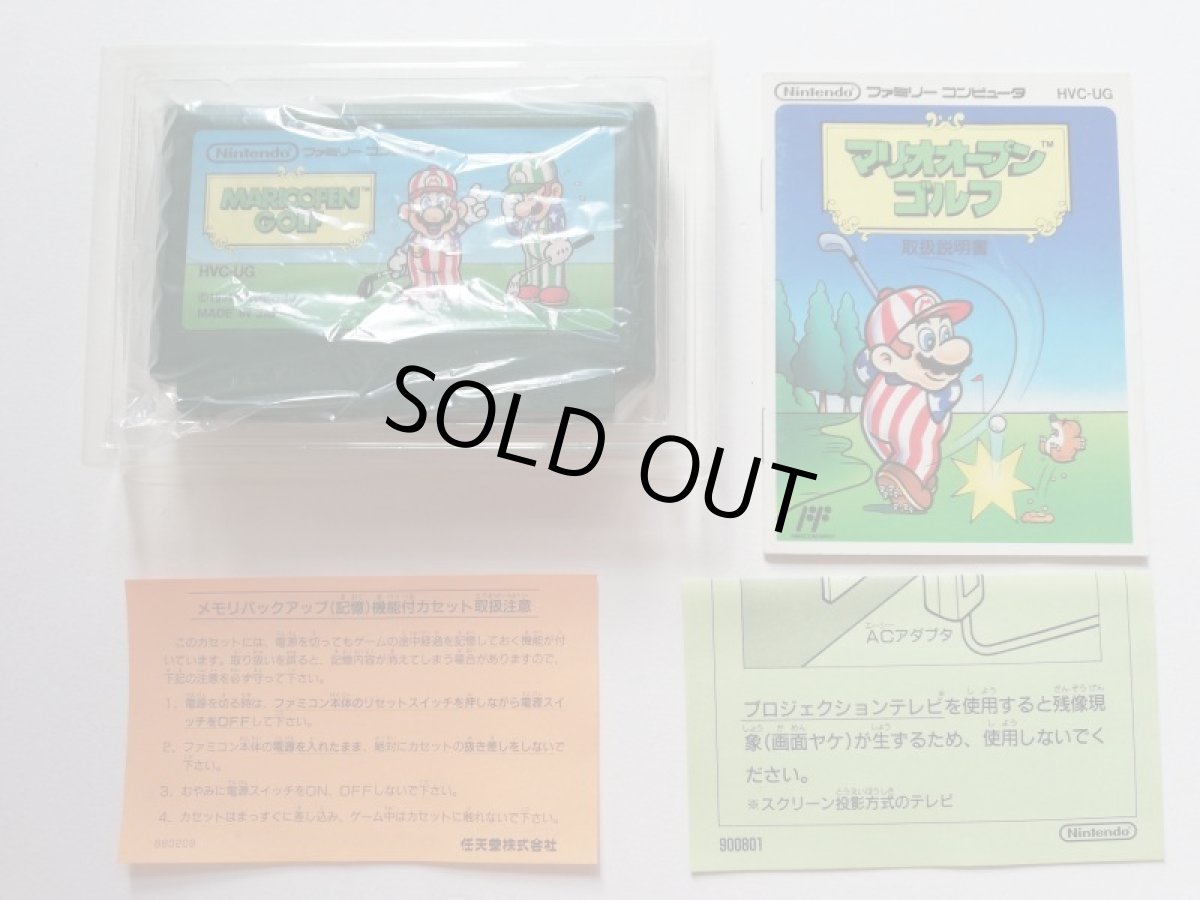 Nintendo ファミリー コンピュータ
MARIO OPEN™
GOLF
HVC-UG
MADE IN JAPAN
Nintendo ファミリー コンピュータ HVC-UG
マリオオープン™
ゴルフ
取扱説明書
SOLD OUT
メモリバックアップ(記憶)機能付カセット取扱注意
このカセットには、電源を切ってもゲームの途中経過を記憶しておく機能が付
いています。取り扱いを誤ると、記憶内容が消えてしまう場合がありますので、
下記の注意を必ず守って下さい。
1. 電源を切る時は、ファミコン本体のリセットスイッチを押しながら電源スイ
ッチをOFFして下さい。
2. ファミコン本体の電源を入れたまま、絶対にカセットの抜き差しをしないで
下さい。
3. むやみに電源スイッチをON、OFFしないで下さい。
4. カセットはまっすぐに差し込み、ゲーム中はカセットに触れないで下さい。
880209 任天堂株式会社
ACアダプタ
プロジェクションテレビ※を使用すると残像現
象(画面ヤケ)が生ずるため、使用しないでく
ださい。
※スクリーン投影方式のテレビ
Nintendo
900801